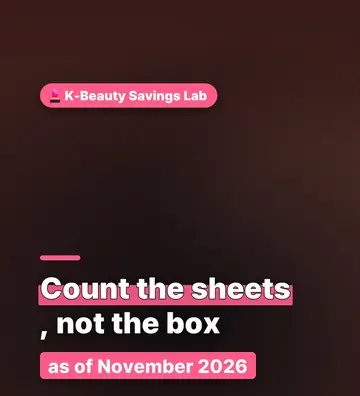 💄 K-Beauty Savings Lab
Count the sheets
, not the box
as of November 2026